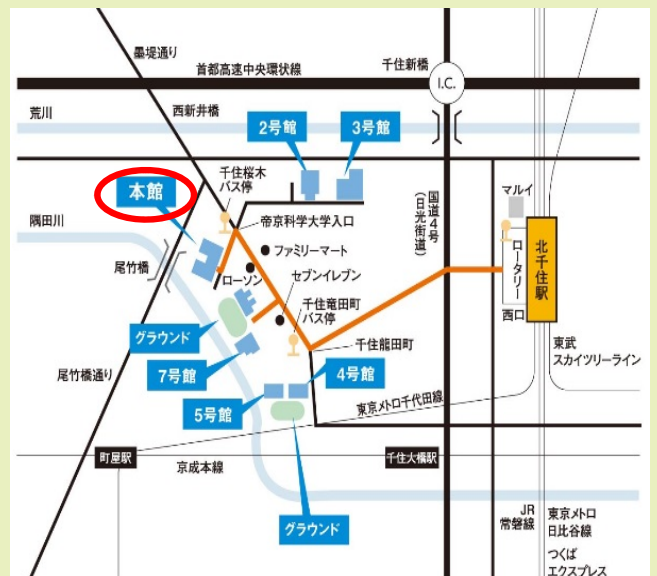 墨堤通り
首都高速中央環状線
千住新橋
I.C.
荒川
西新井橋
2号館
3号館
千住桜木
バス停
本館
国道4号
(日光街道)
マルイ
隅田川
帝京科学大学入口
ロータリー
北千住駅
尾竹橋
ファミリーマート
ローソン
セブンイレブン
千住竜田町
バス停
西口
グラウンド
千住龍田町
東武
スカイツリーライン
7号館
4号館
尾竹橋通り
5号館
東京メトロ千代田線
町屋駅
京成本線
千住大橋駅
グラウンド
JR
常磐線
東京メトロ
日比谷線
つくば
エクスプレス